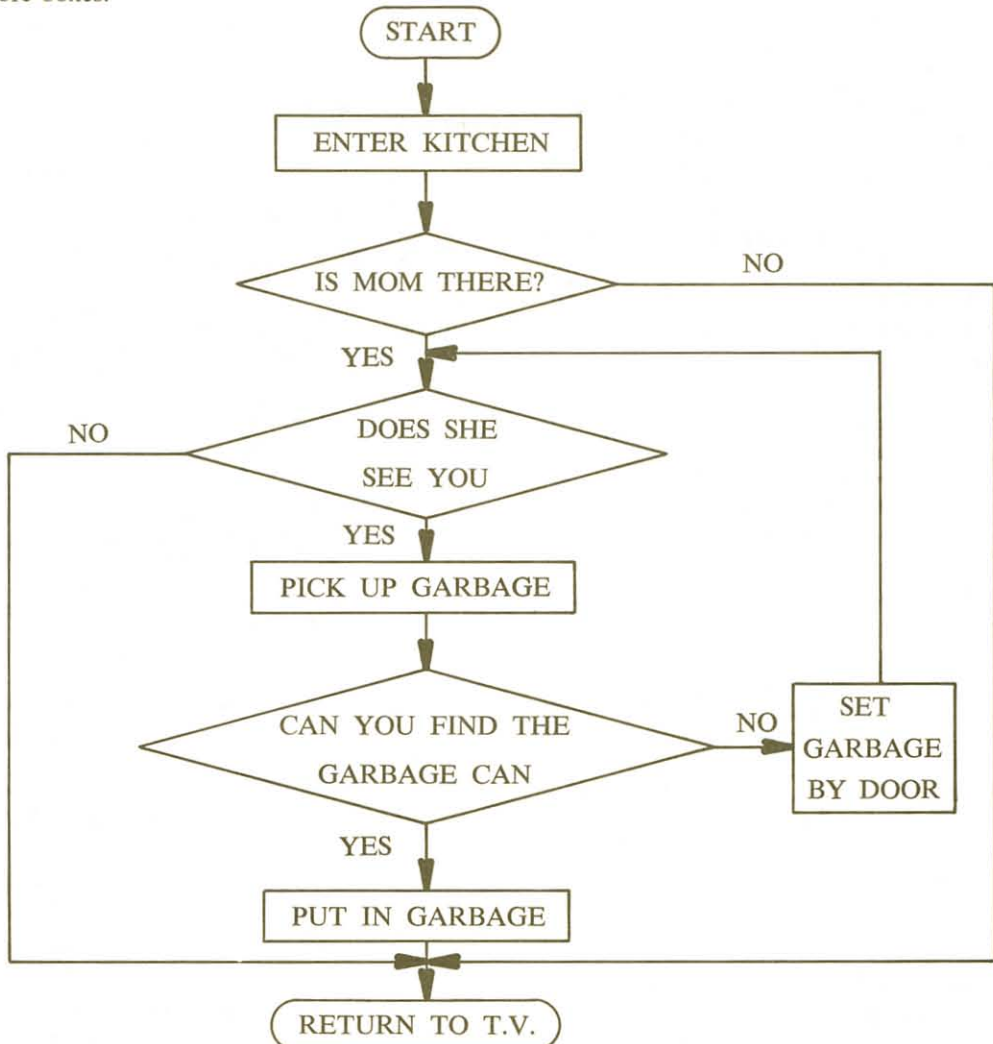 START
ENTER KITCHEN
IS MOM THERE?
NO
YES
DOES SHE
SEE YOU
NO
YES
PICK UP GARBAGE
CAN YOU FIND THE
GARBAGE CAN
NO
SET
GARBAGE
BY DOOR
YES
PUT IN GARBAGE
RETURN TO T.V.